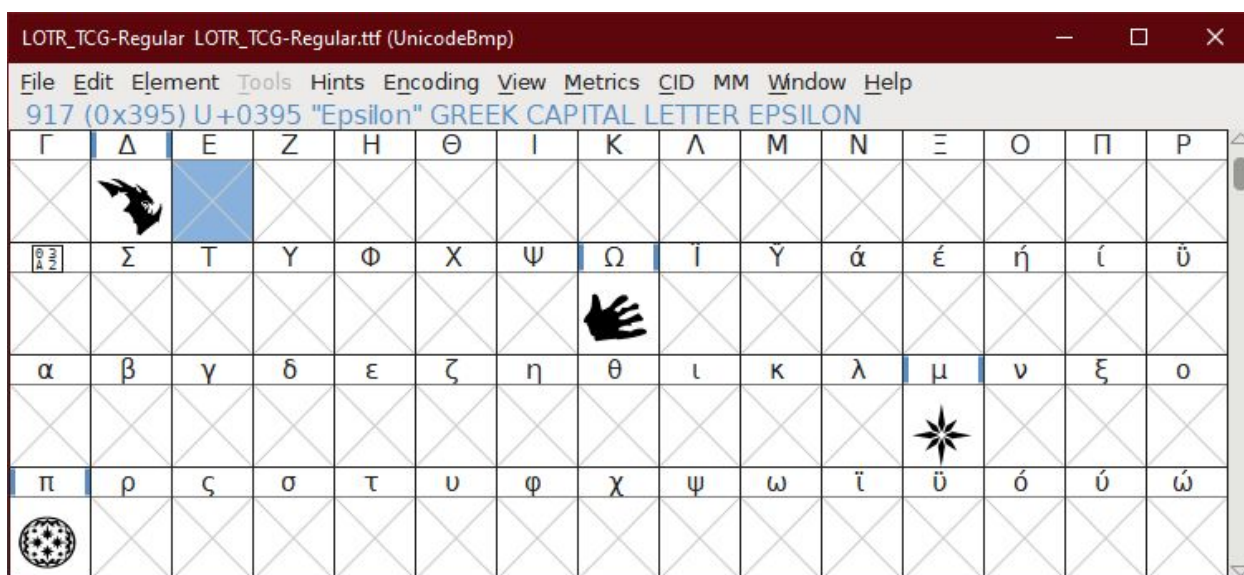 LOTR_TCG-Regular LOTR_TCG-Regular.ttf (UnicodeBmp)
File Edit Element Tools Hints Encoding View Metrics CID MM Window Help
917 (0x395) U+0395 "Epsilon" GREEK CAPITAL LETTER EPSILON
Γ Δ Ε Ζ Η Θ Ι Κ Λ Μ Ν Ξ Ο Π Ρ
03A2 Σ Τ Υ Φ Χ Ψ Ω Ϊ Ϋ ά έ ή ί ΰ
α β γ δ ε ζ η θ ι κ λ μ ν ξ ο
π ρ ς σ τ υ φ χ ψ ω ϊ ϋ ό ύ ώ